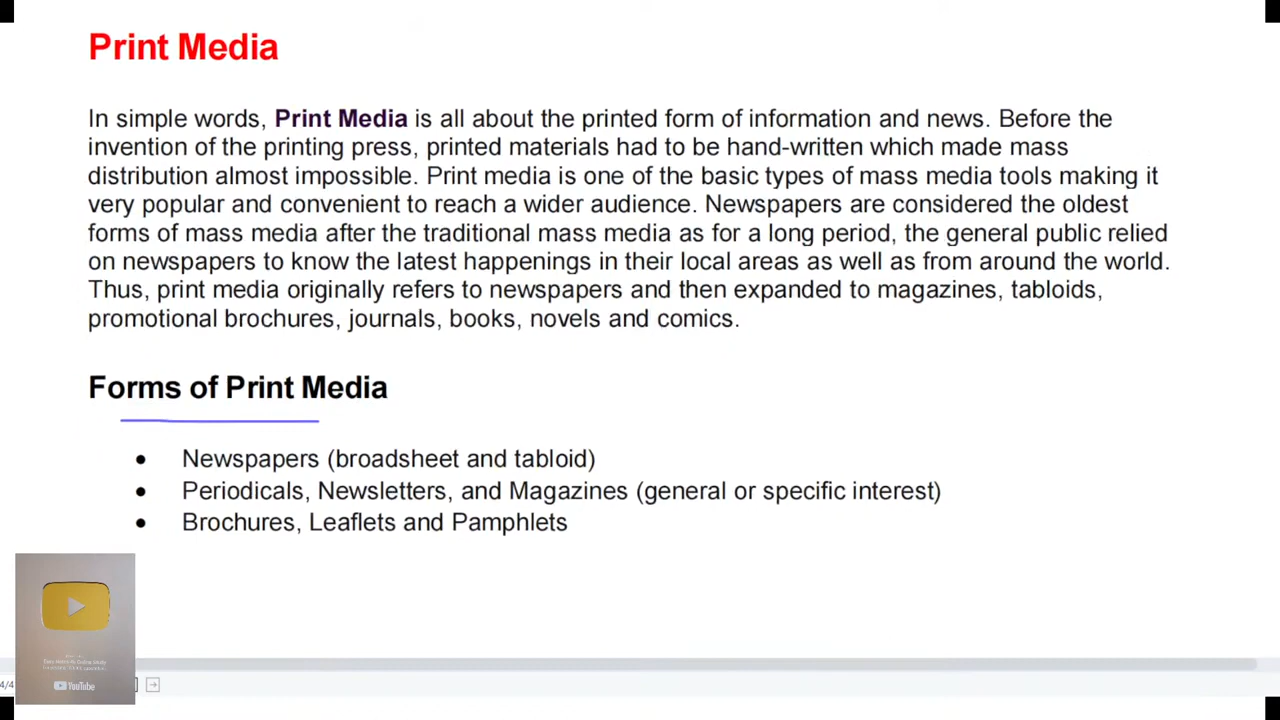 Print Media
In simple words, Print Media is all about the printed form of information and news. Before the
invention of the printing press, printed materials had to be hand-written which made mass
distribution almost impossible. Print media is one of the basic types of mass media tools making it
very popular and convenient to reach a wider audience. Newspapers are considered the oldest
forms of mass media after the traditional mass media as for a long period, the general public relied
on newspapers to know the latest happenings in their local areas as well as from around the world.
Thus, print media originally refers to newspapers and then expanded to magazines, tabloids,
promotional brochures, journals, books, novels and comics.
Forms of Print Media
• Newspapers (broadsheet and tabloid)
• Periodicals, Newsletters, and Magazines (general or specific interest)
• Brochures, Leaflets and Pamphlets
YouTube
4/4